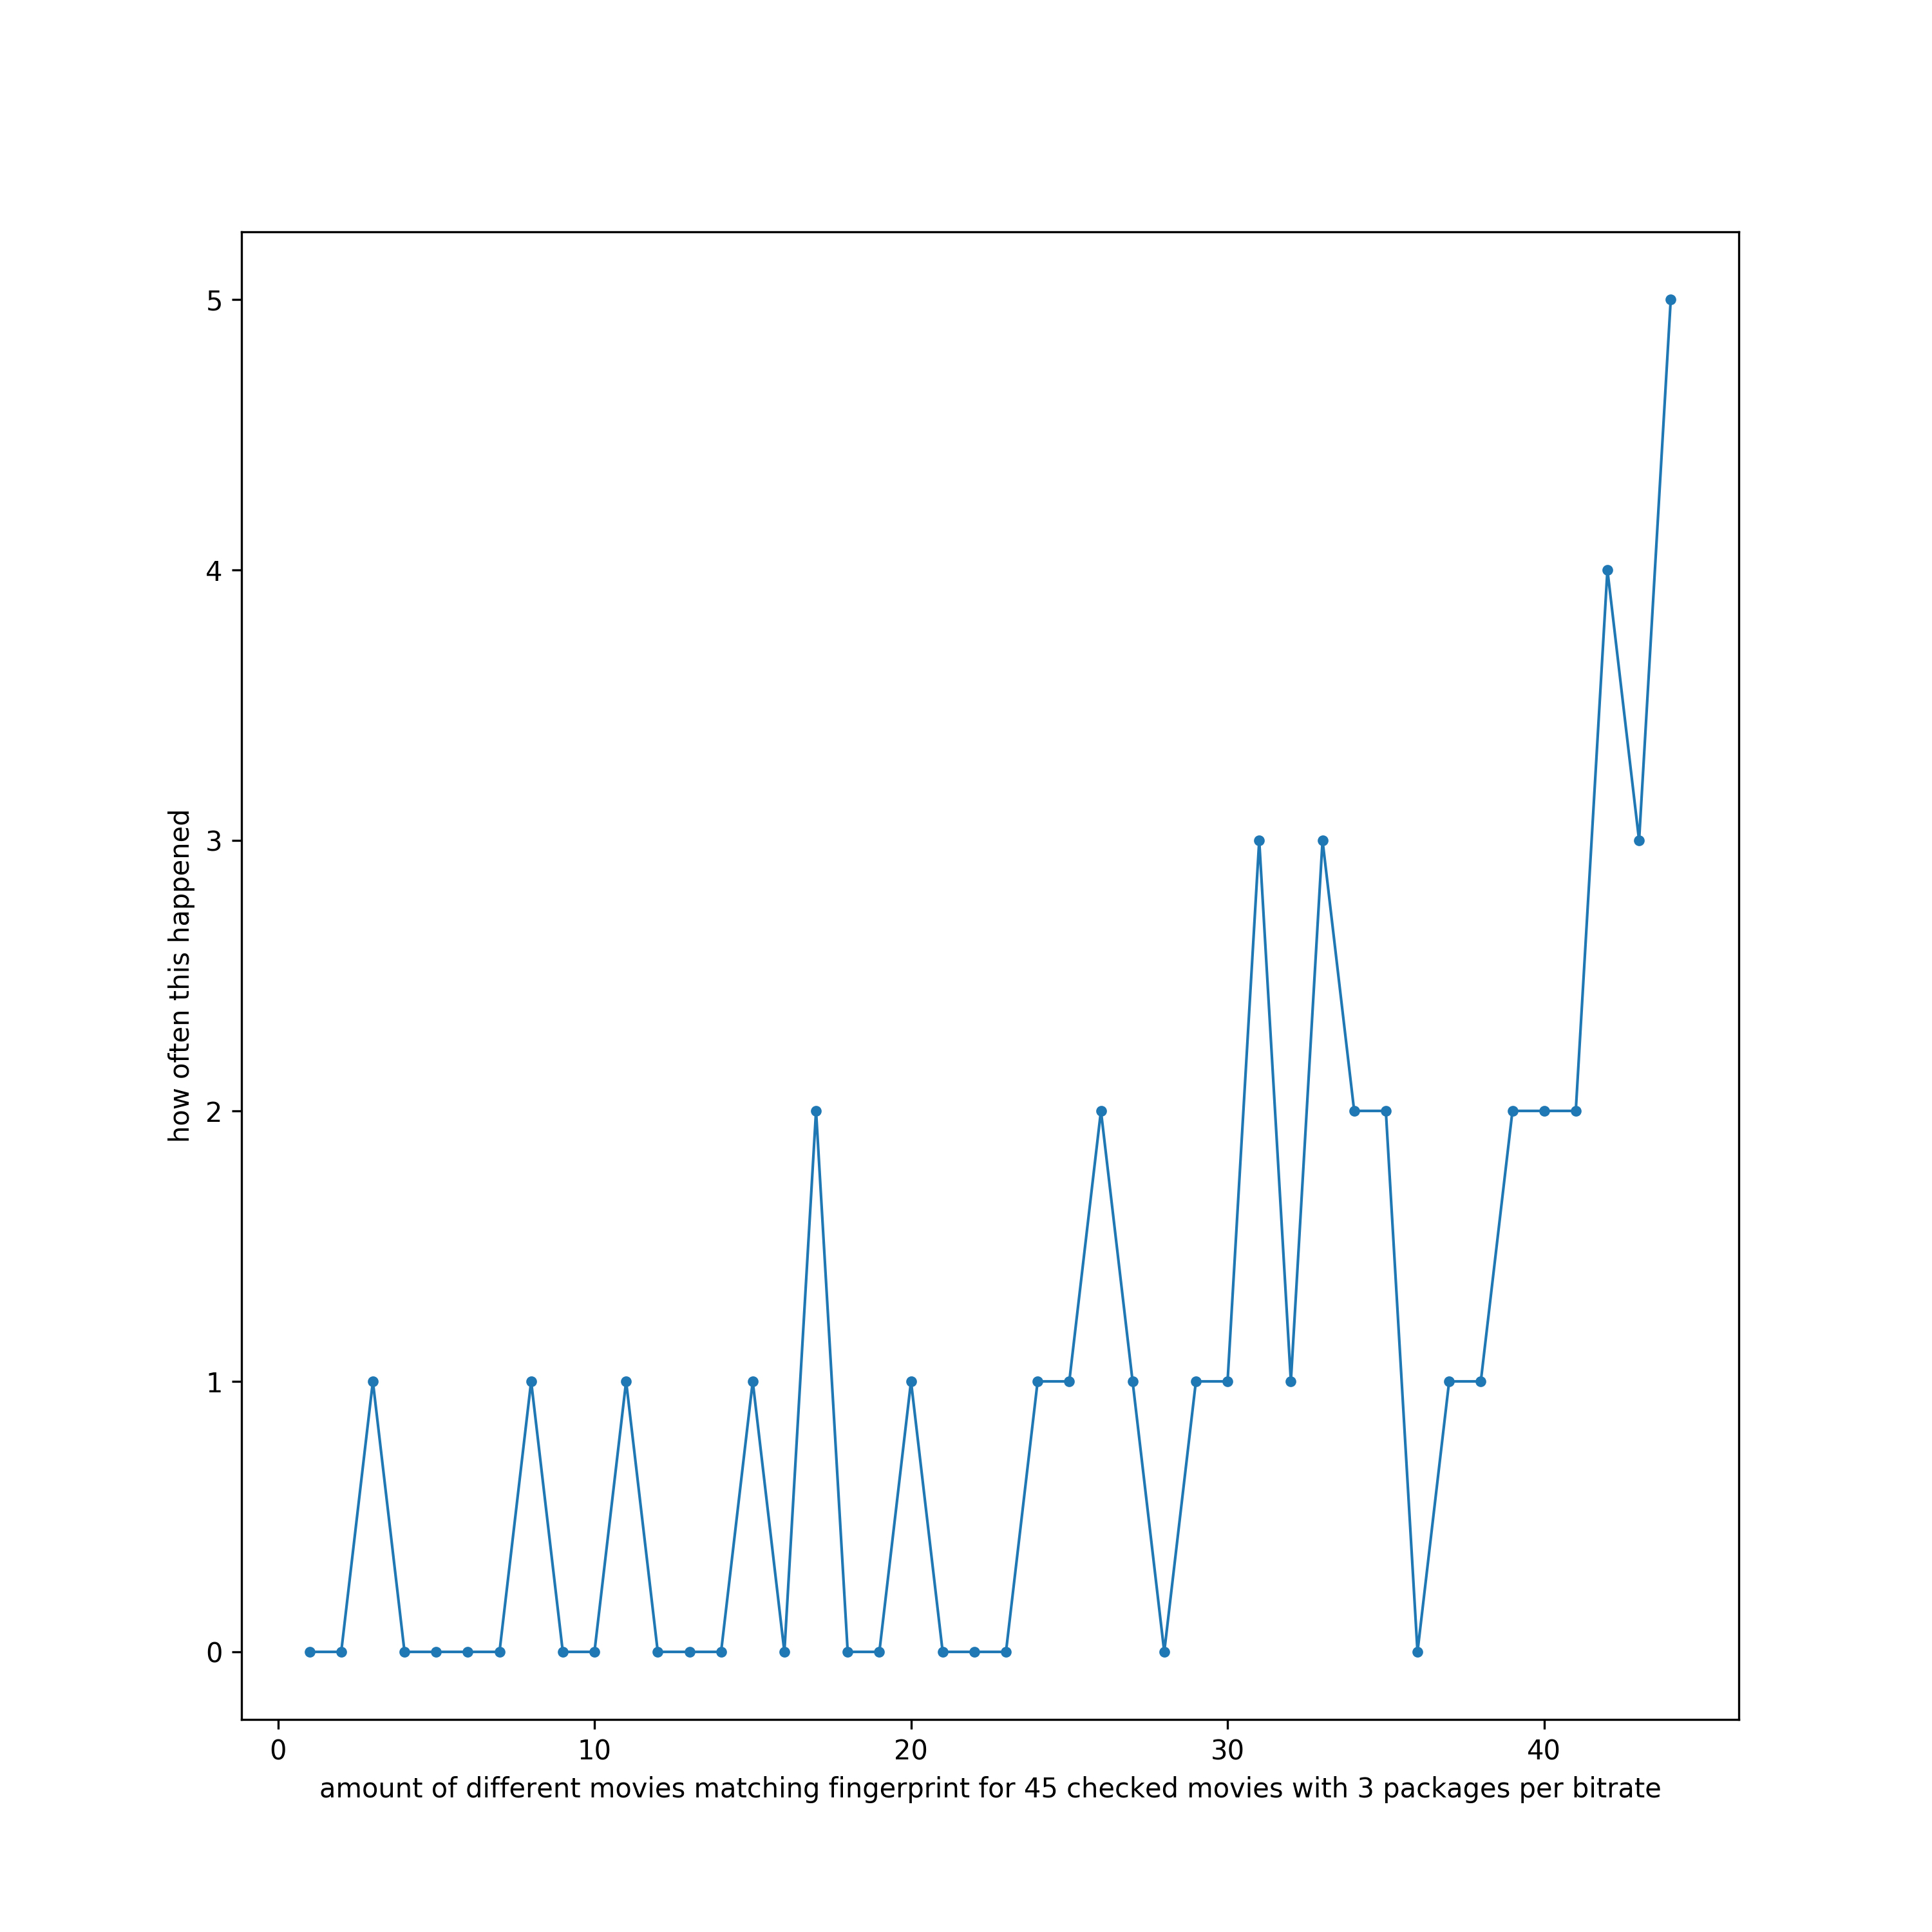 5
4
3
2
1
0
how often this happened
0 10 20 30 40
amount of different movies matching fingerprint for 45 checked movies with 3 packages per bitrate